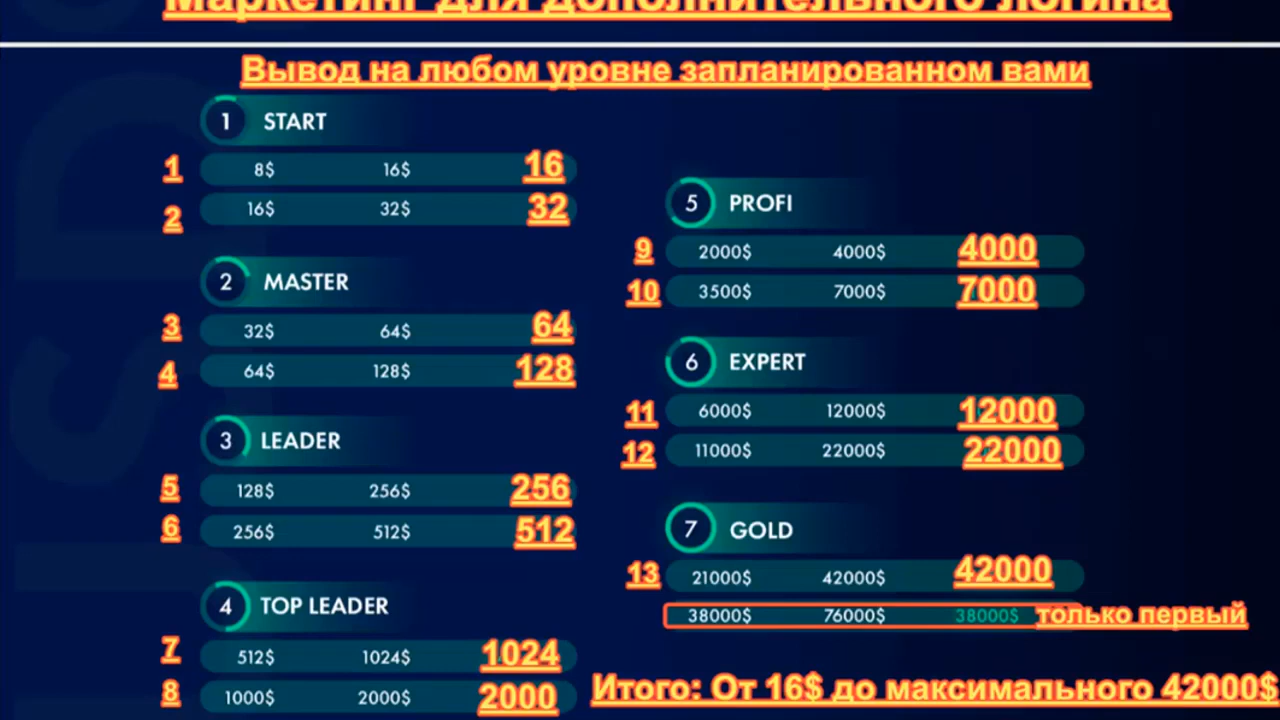 Маркетинг для дополнительного логина
Вывод на любом уровне запланированном вами
1 START
1 8$ 16$ 16
2 16$ 32$ 32
2 MASTER
3 32$ 64$ 64
4 64$ 128$ 128
3 LEADER
5 128$ 256$ 256
6 256$ 512$ 512
4 TOP LEADER
7 512$ 1024$ 1024
8 1000$ 2000$ 2000
5 PROFI
9 2000$ 4000$ 4000
10 3500$ 7000$ 7000
6 EXPERT
11 6000$ 12000$ 12000
12 11000$ 22000$ 22000
7 GOLD
13 21000$ 42000$ 42000
38000$ 76000$ 38000$ только первый
Итого: От 16$ до максимального 42000$